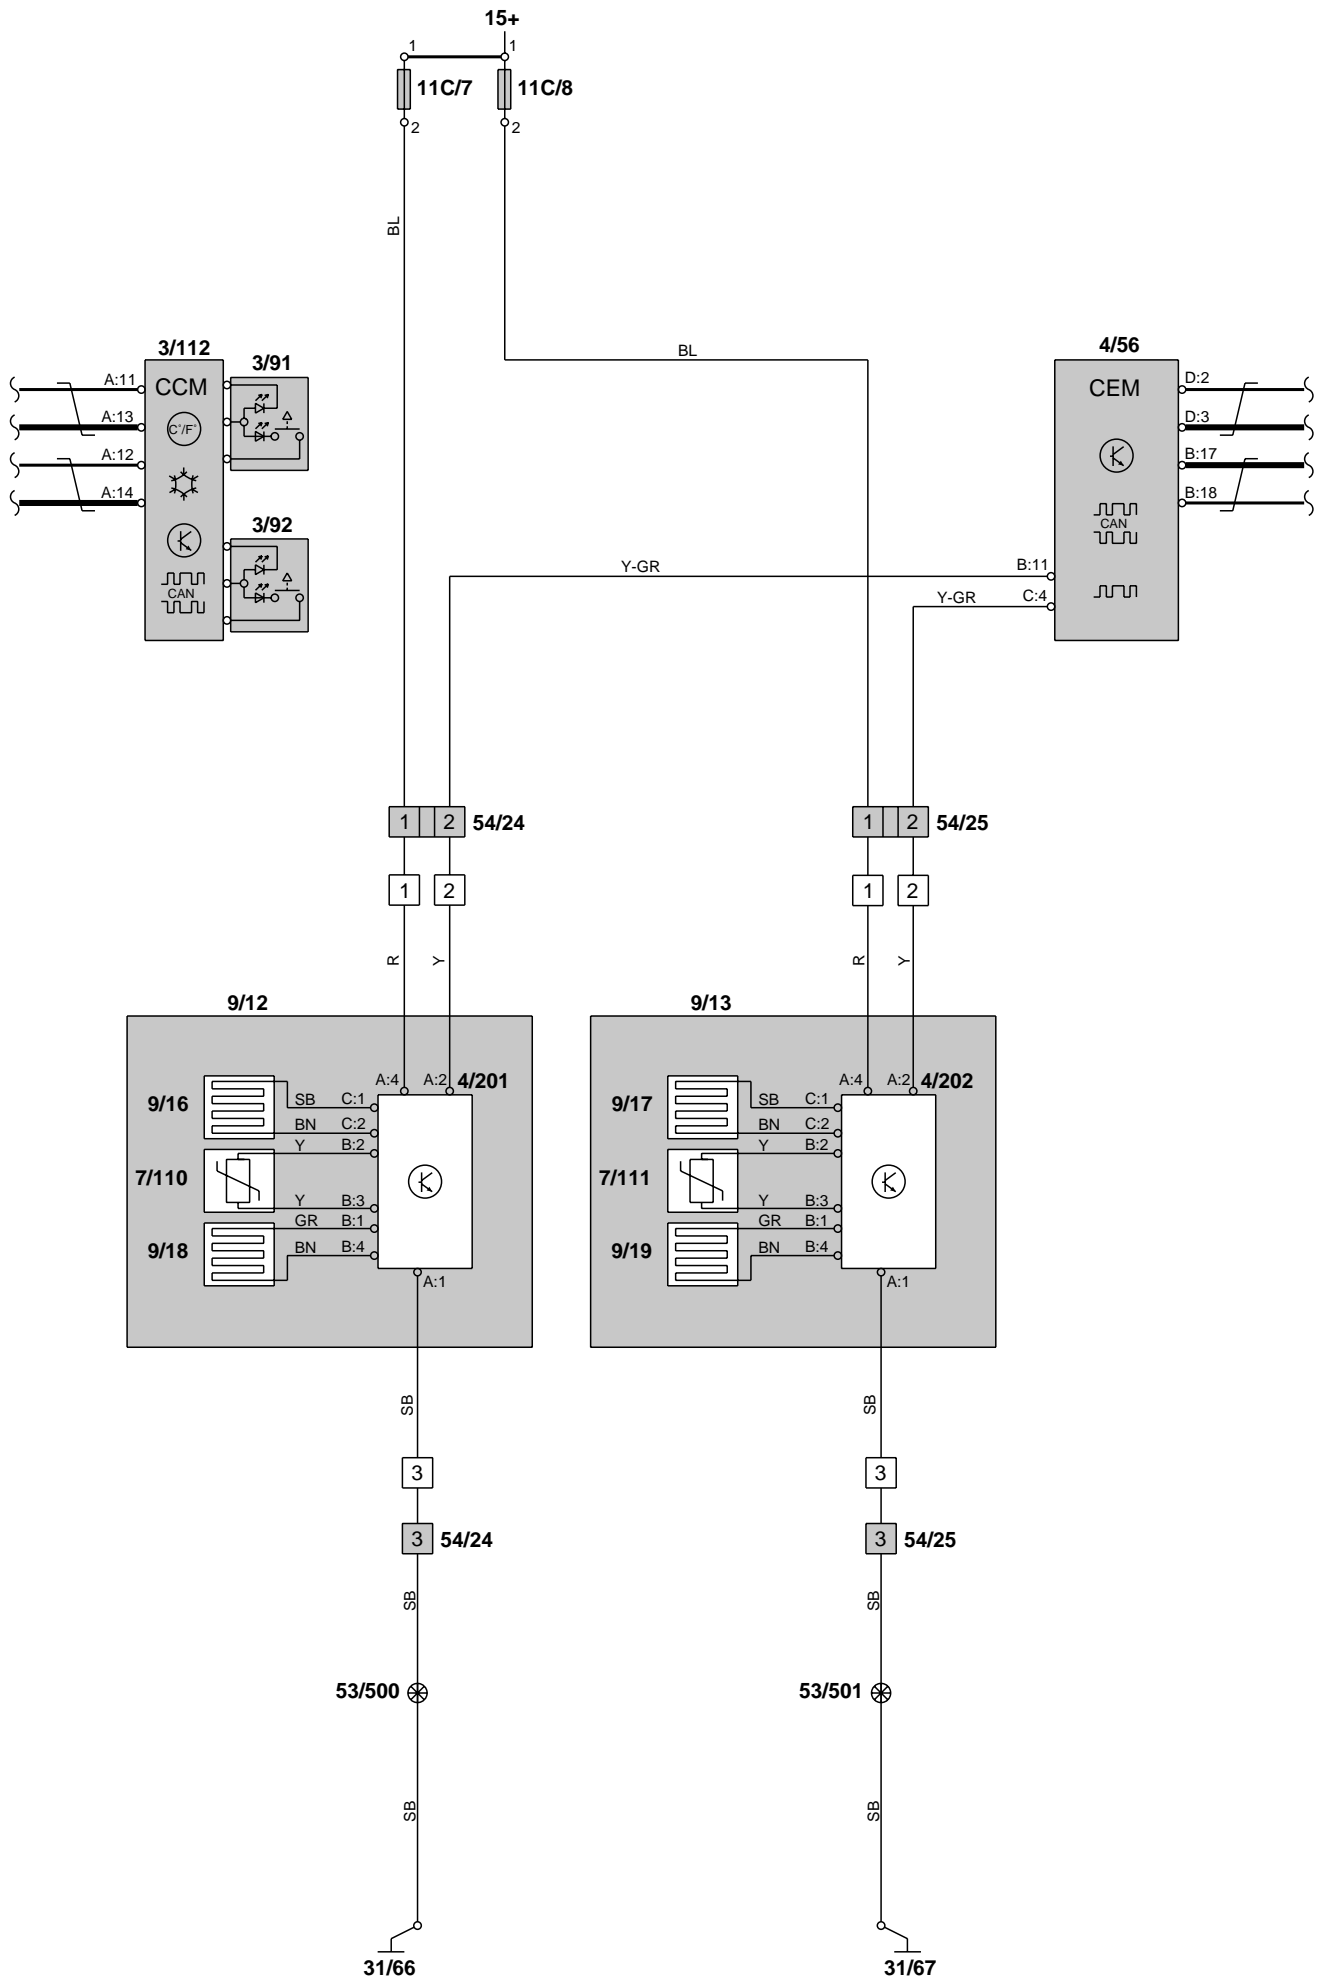 15+
1 1
11C/7 11C/8
2 2
BL
3/112 4/56
3/91 BL
A:11 CCM CEM D:2
A:13 C°/F° D:3
A:12 B:17
A:14 B:18
3/92 CAN
Y-GR B:11
CAN Y-GR C:4
1 2 54/24 1 2 54/25
1 2 1 2
R Y R Y
9/12 9/13
A:4 A:2 4/201 A:4 A:2 4/202
9/16 SB C:1 9/17 SB C:1
BN C:2 BN C:2
Y B:2 Y B:2
7/110 7/111
Y B:3 Y B:3
GR B:1 GR B:1
9/18 BN B:4 9/19 BN B:4
A:1 A:1
SB SB
3 3
3 54/24 3 54/25
SB SB
53/500 53/501
SB SB
31/66 31/67